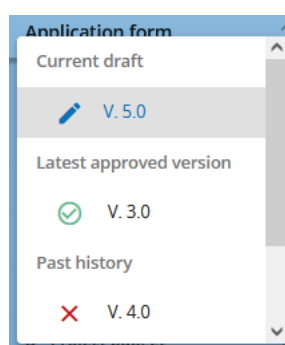 Application form
Current draft
V. 5.0
Latest approved version
V. 3.0
Past history
V. 4.0